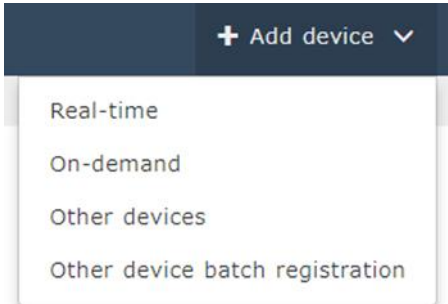 Add device
Real-time
On-demand
Other devices
Other device batch registration